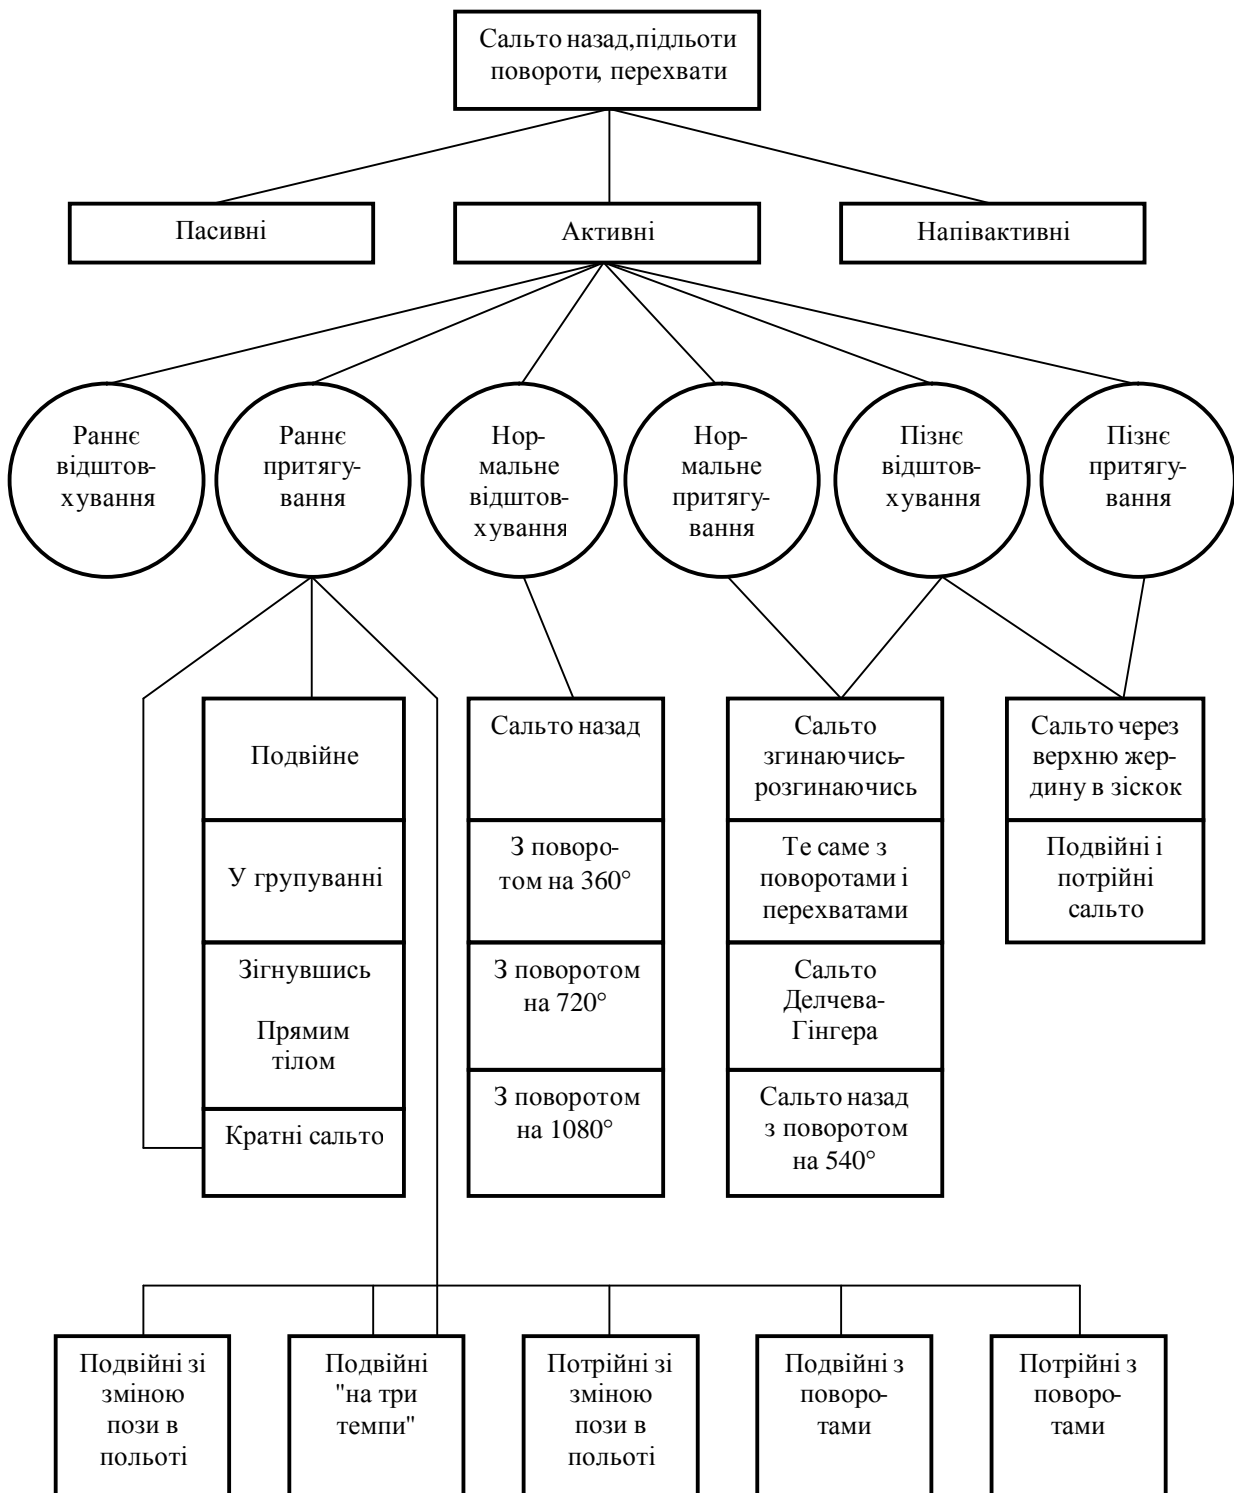 Сальто назад,підльоти
повороти, перехвати
Пасивні
Активні
Напівактивні
Раннє
відштов-
хування
Раннє
притягу-
вання
Нор-
мальне
відштов-
хування
Нор-
мальне
притягу-
вання
Пізнє
відштов-
хування
Пізнє
притягу-
вання
Подвійне
У групуванні
Зігнувшись
Прямим
тілом
Кратні сальто
Сальто назад
З поворо-
том на 360°
З поворотом
на 720°
З поворотом
на 1080°
Сальто
згинаючись-
розгинаючись
Те саме з
поворотами і
перехватами
Сальто
Делчева-
Гінгера
Сальто назад
з поворотом
на 540°
Сальто через
верхню жер-
дину в зіскок
Подвійні і
потрійні
сальто
Подвійні зі
зміною
пози в
польоті
Подвійні
"на три
темпи"
Потрійні зі
зміною
пози в
польоті
Подвійні з
поворо-
тами
Потрійні з
поворо-
тами